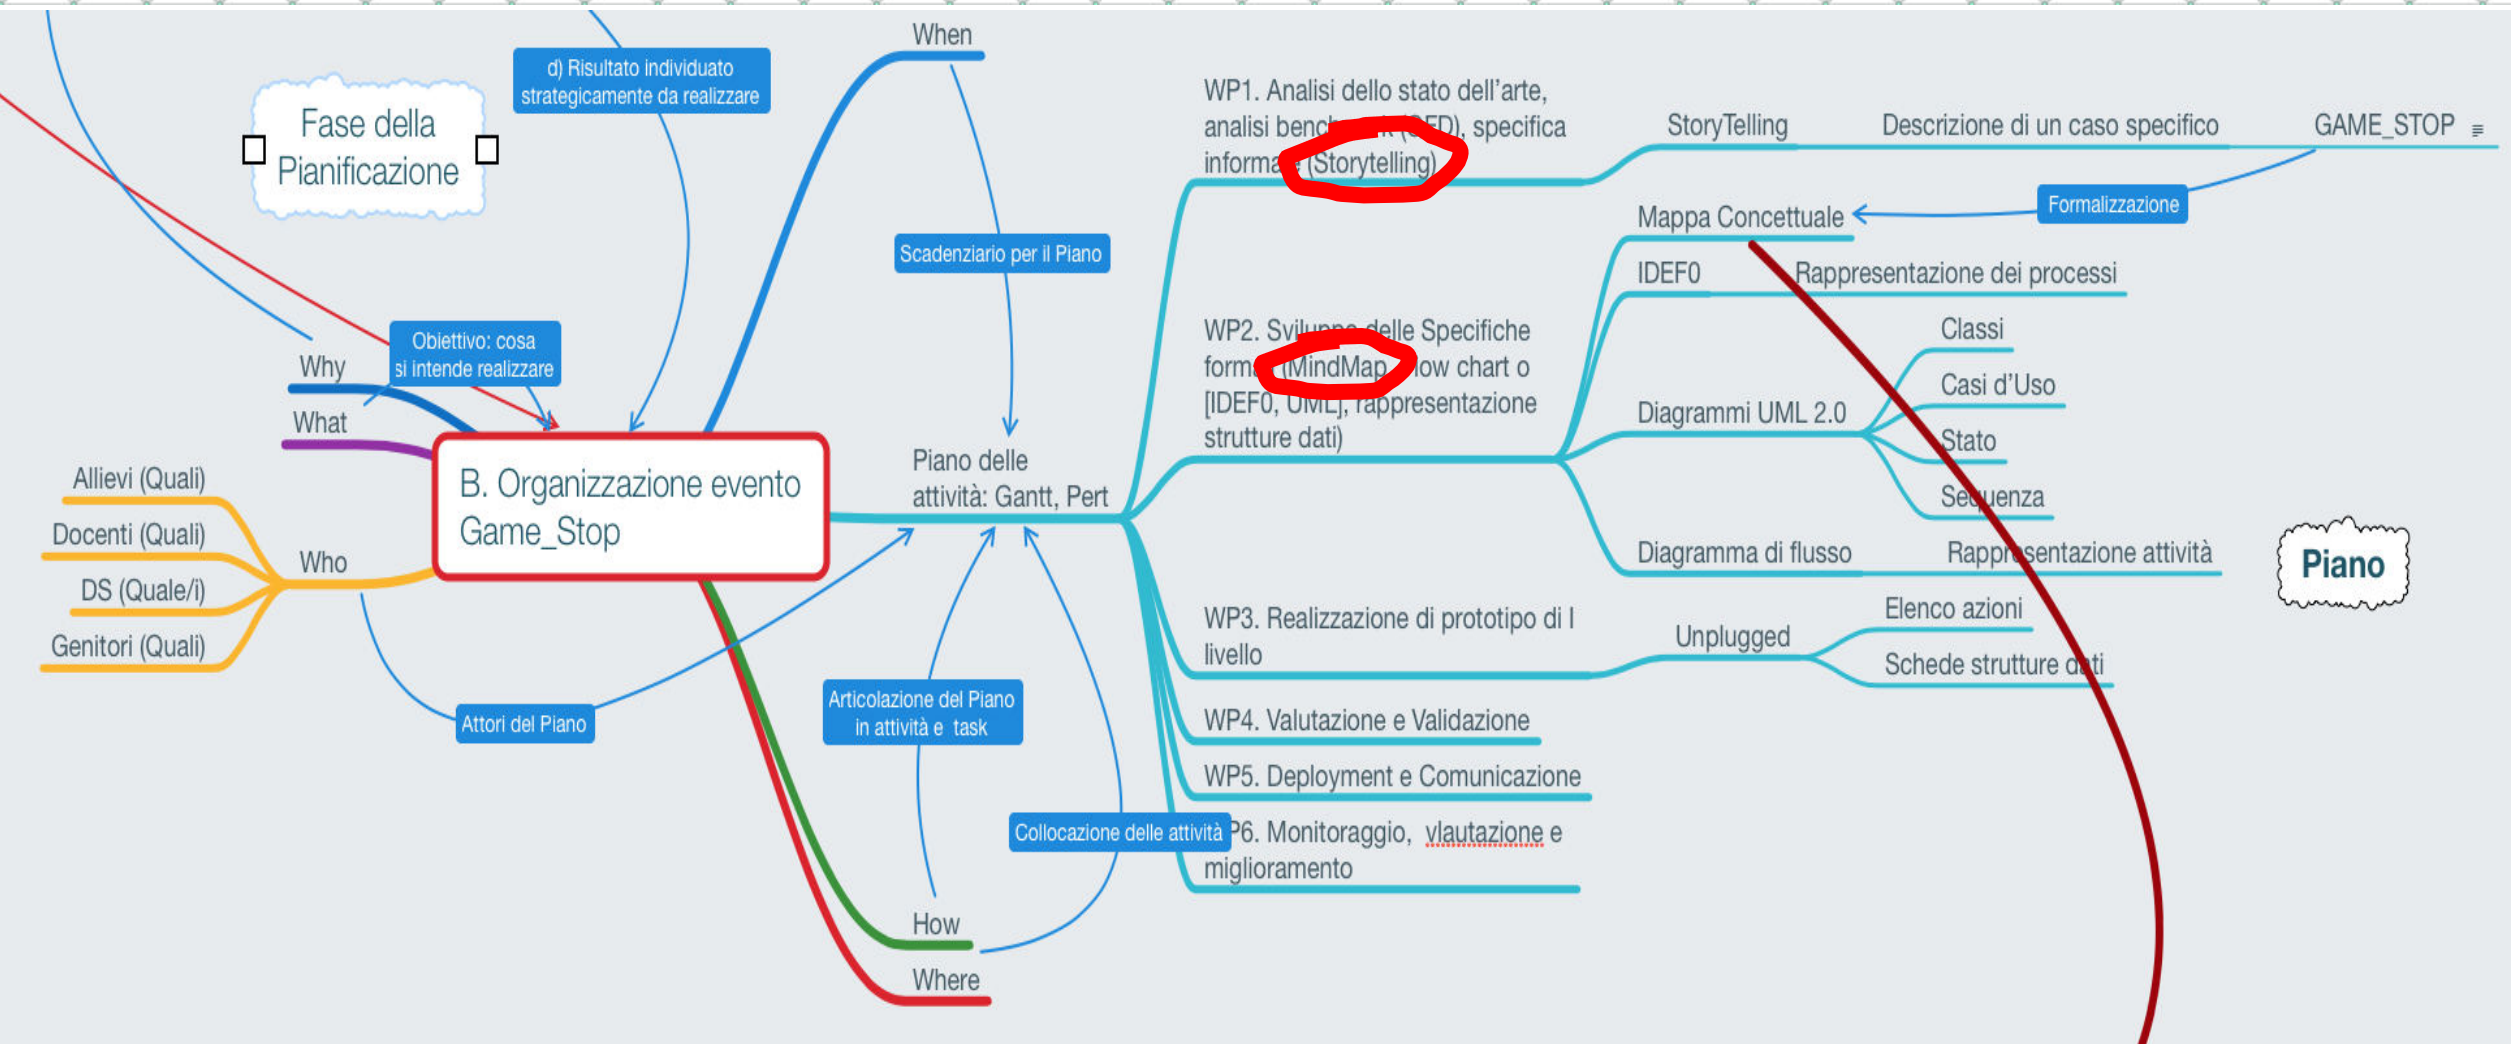 When
d) Risultato individuato
strategicamente da realizzare
Fase della
Pianificazione
WP1. Analisi dello stato dell'arte,
specifica
(Storytelling)
StoryTelling
Descrizione di un caso specifico
GAME_STOP
Formalizzazione
Mappa Concettuale
IDEF0
Rappresentazione dei processi
Scadenziario per il Piano
WP2. Sviluppo delle Specifiche
(MindMap
chart o
[IDEF0, UML], rappresentazione
strutture dati)
Classi
Casi d'Uso
Diagrammi UML 2.0
Stato
Sequenza
Obiettivo: cosa
si intende realizzare
Why
What
B. Organizzazione evento
Game_Stop
Piano delle
attività: Gantt, Pert
Allievi (Quali)
Docenti (Quali)
Who
DS (Quale/i)
Genitori (Quali)
Diagramma di flusso
Rappresentazione attività
Piano
WP3. Realizzazione di prototipo di I
livello
Unplugged
Elenco azioni
Schede strutture dati
Attori del Piano
Articolazione del Piano
in attività e task
WP4. Valutazione e Validazione
WP5. Deployment e Comunicazione
Collocazione delle attività
P6. Monitoraggio, vlautazione e
miglioramento
How
Where